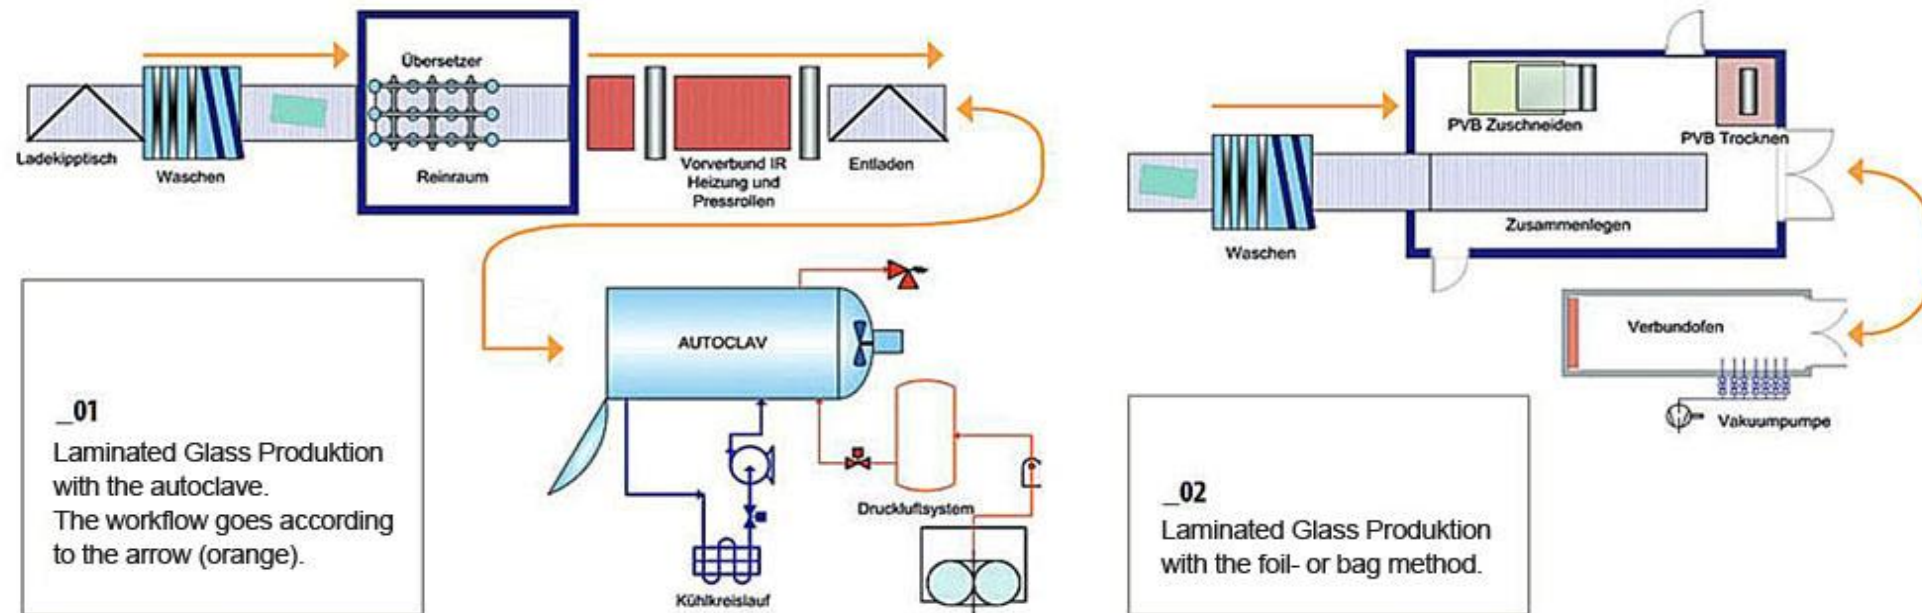 Übersetzer
Ladekipptisch
Waschen
Reinraum
Vorverbund IR
Heizung und
Pressrollen
Entladen
AUTOCLAV
Druckluftsystem
Kühlkreislauf
_01
Laminated Glass Produktion
with the autoclave.
The workflow goes according
to the arrow (orange).
PVB Zuschneiden
PVB Trocknen
Zusammenlegen
Waschen
Verbundofen
Vakuumpumpe
_02
Laminated Glass Produktion
with the foil- or bag method.